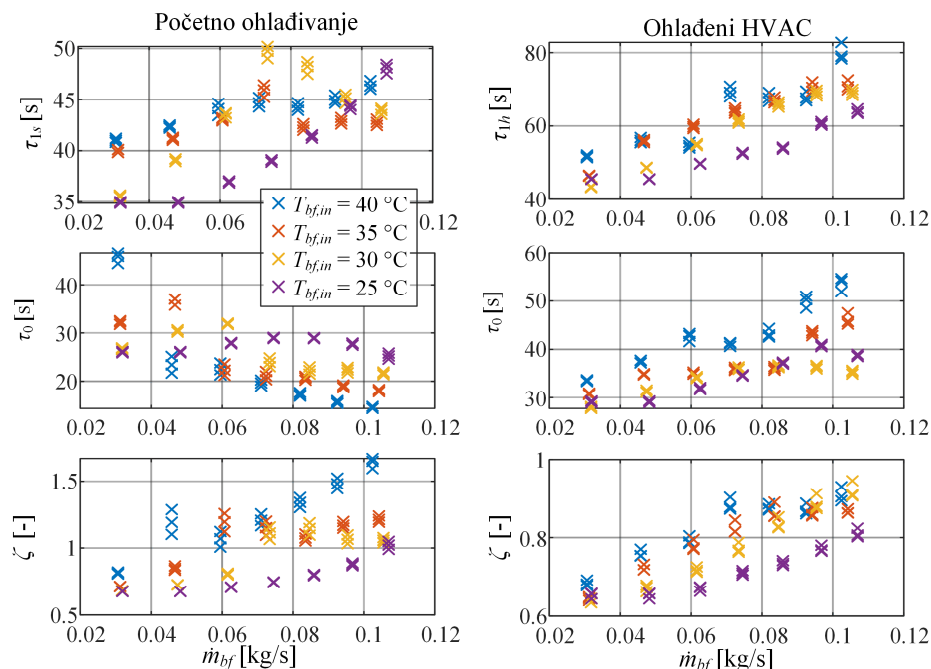 Početno ohlađivanje
Ohlađeni HVAC
50
45
40
35
τ1s [s]
0.02 0.04 0.06 0.08 0.1 0.12
80
60
40
τ1h [s]
0.02 0.04 0.06 0.08 0.1 0.12
Tbf,in = 40 °C
Tbf,in = 35 °C
Tbf,in = 30 °C
Tbf,in = 25 °C
40
30
20
τ0 [s]
0.02 0.04 0.06 0.08 0.1 0.12
60
50
40
30
τ0 [s]
0.02 0.04 0.06 0.08 0.1 0.12
1.5
1
0.5
ζ [-]
0.02 0.04 0.06 0.08 0.1 0.12
ṁbf [kg/s]
1
0.8
0.6
ζ [-]
0.02 0.04 0.06 0.08 0.1 0.12
ṁbf [kg/s]